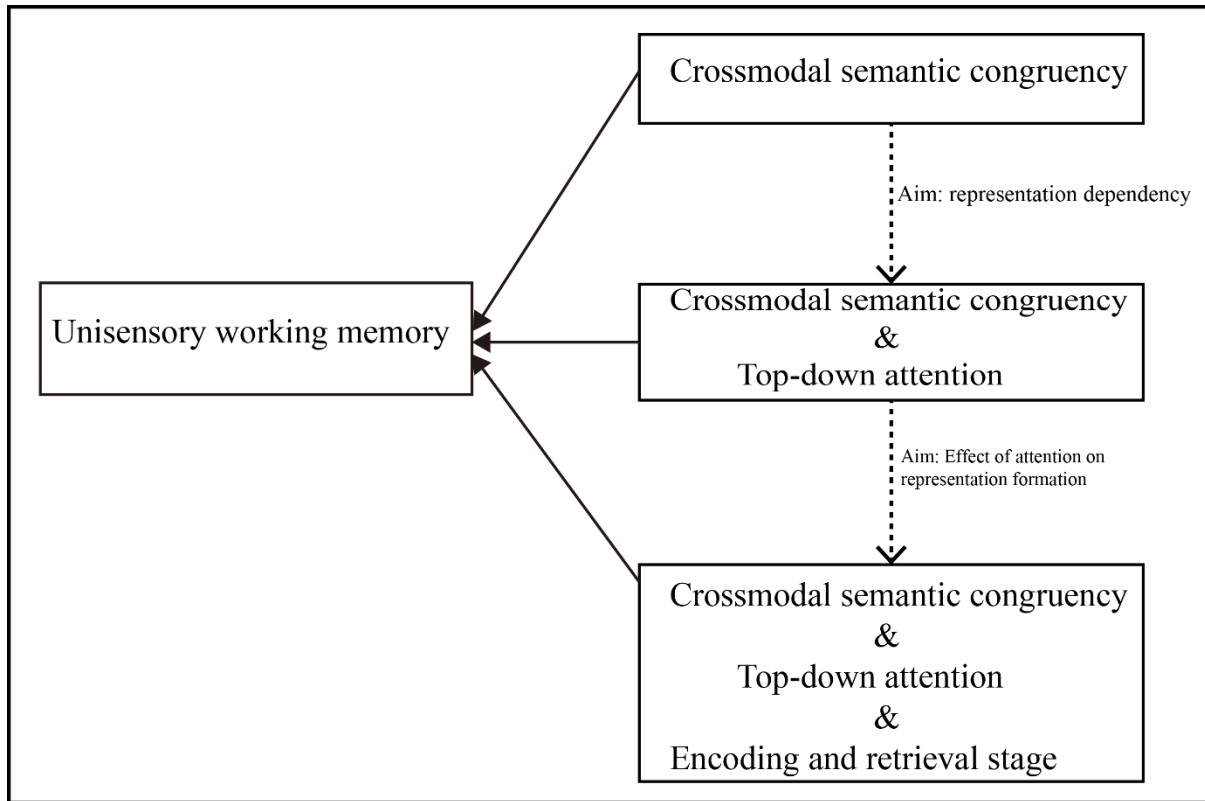 Crossmodal semantic congruency
Aim: representation dependency
Unisensory working memory
Crossmodal semantic congruency
&
Top-down attention
Aim: Effect of attention on
representation formation
Crossmodal semantic congruency
&
Top-down attention
&
Encoding and retrieval stage